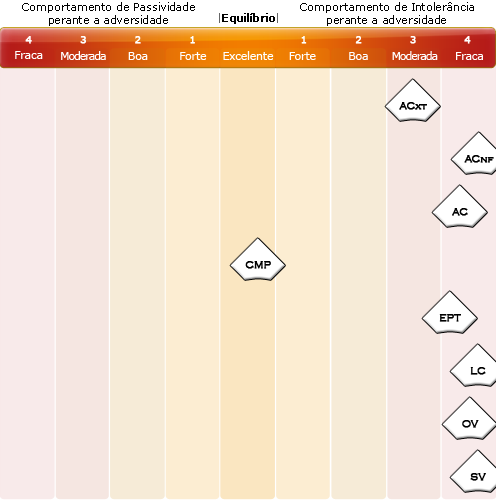 Comportamento de Passividade
perante a adversidade
|Equilíbrio|
Comportamento de Intolerância
perante a adversidade
4 3 2 1 1 2 3 4
Fraca Moderada Boa Forte Excelente Forte Boa Moderada Fraca
ACXT
ACNF
AC
CMP
EPT
LC
OV
SV